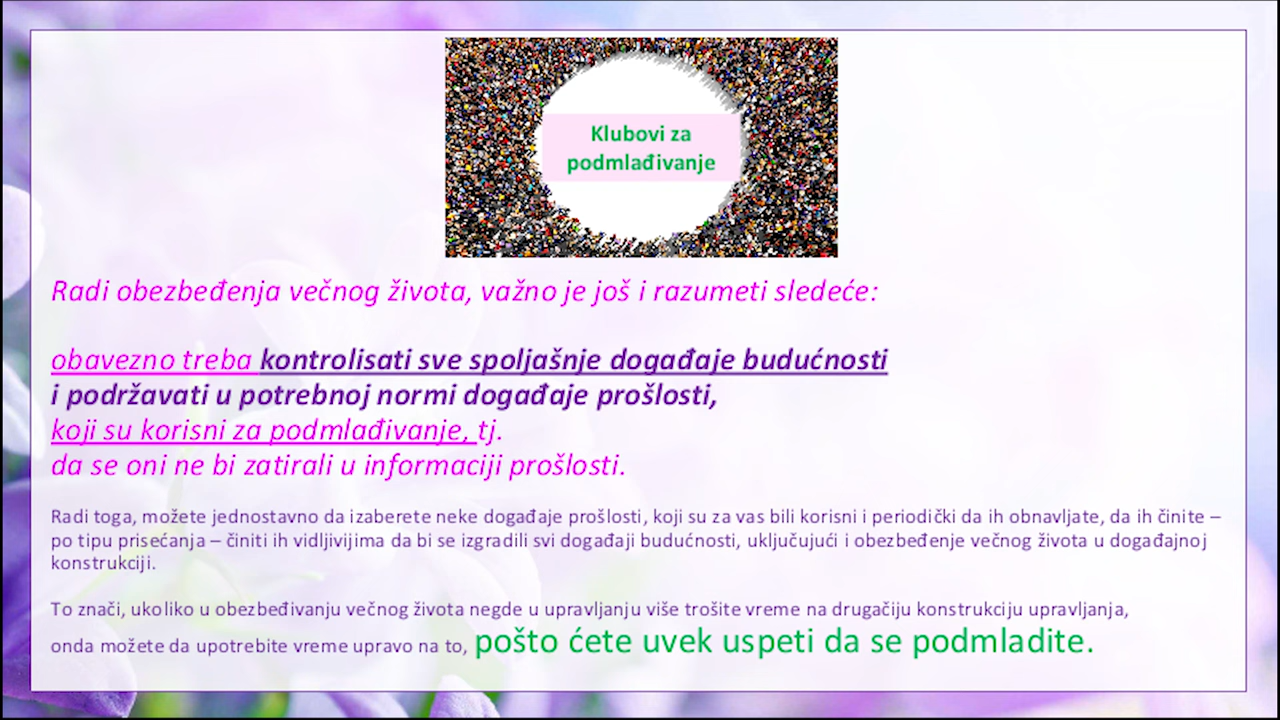 Klubovi za
podmlađivanje
Radi obezbeđenja večnog života, važno je još i razumeti sledeće:
obavezno treba kontrolisati sve spoljašnje događaje budućnosti
i podržavati u potrebnoj normi događaje prošlosti,
koji su korisni za podmlađivanje, tj.
da se oni ne bi zatirali u informaciji prošlosti.
Radi toga, možete jednostavno da izaberete neke događaje prošlosti, koji su za vas bili korisni i periodički da ih obnavljate, da ih činite –
po tipu prisećanja – činiti ih vidljivijima da bi se izgradili svi događaji budućnosti, uključujući i obezbeđenje večnog života u događajnoj
konstrukciji.
To znači, ukoliko u obezbeđivanju večnog života negde u upravljanju više trošite vreme na drugačiju konstrukciju upravljanja,
onda možete da upotrebite vreme upravo na to, pošto ćete uvek uspeti da se podmladite.